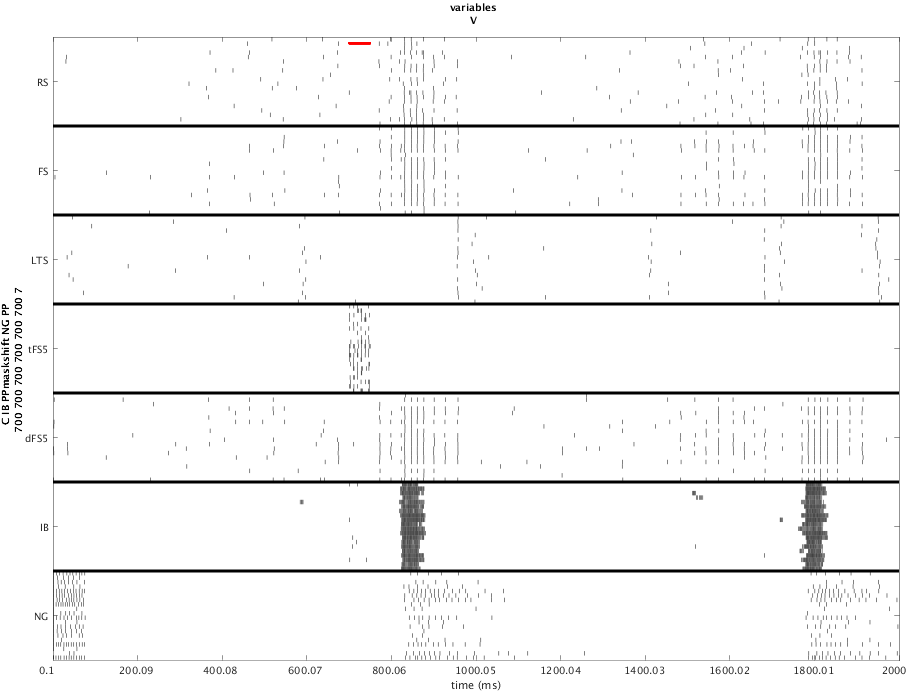 variables
V
RS
FS
LTS
tFS5
dFS5
IB
NG
C IB PPmaskshift NG PP
700 700 700 700 700 700 7
0.1 200.09 400.08 600.07 800.06 1000.05 1200.04 1400.03 1600.02 1800.01 2000
time (ms)